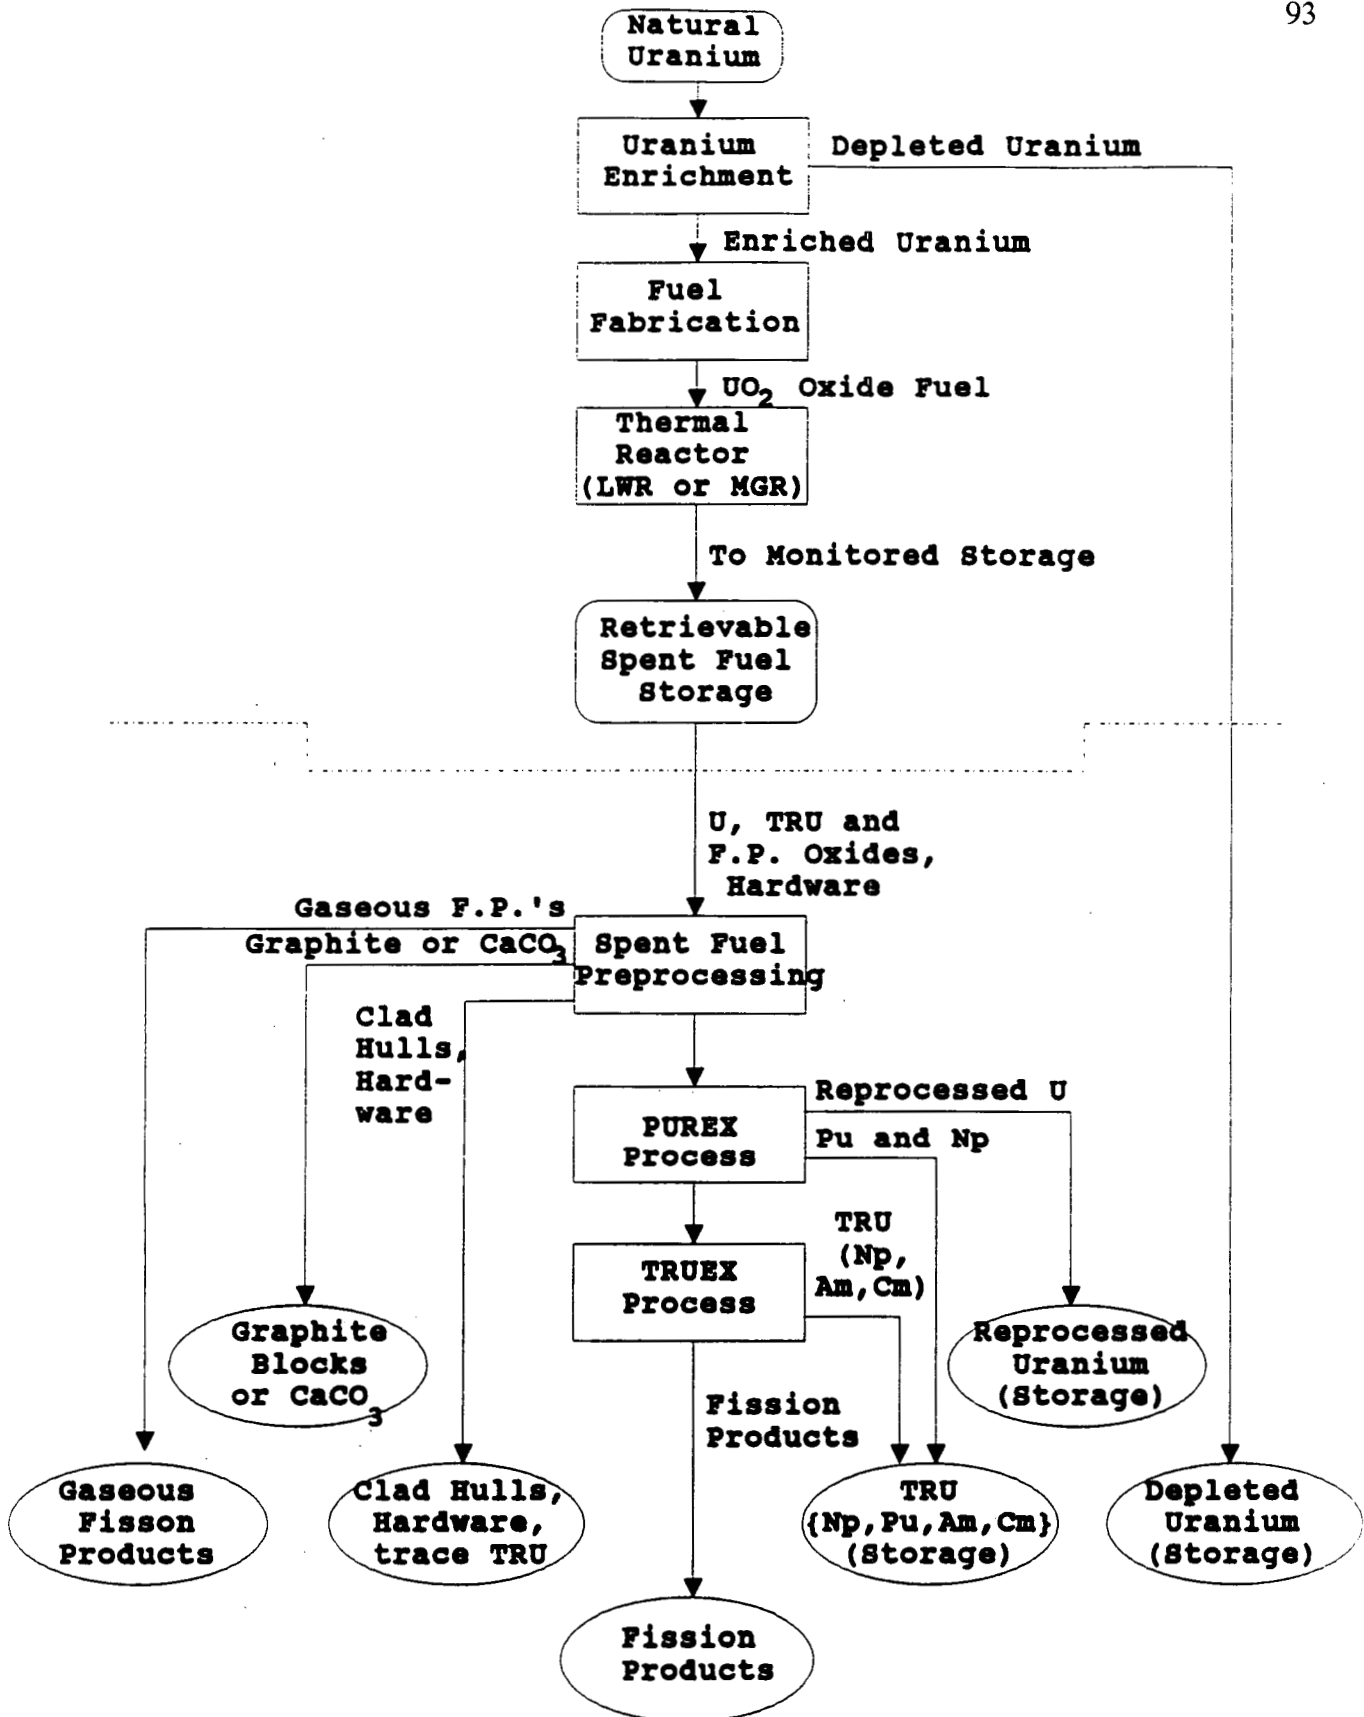 93
Natural
Uranium
Uranium
Enrichment
Depleted Uranium
Enriched Uranium
Fuel
Fabrication
UO₂ Oxide Fuel
Thermal
Reactor
(LWR or MGR)
To Monitored Storage
Retrievable
Spent Fuel
Storage
U, TRU and
F.P. Oxides,
Hardware
Gaseous F.P.'s
Graphite or CaCO₃
Spent Fuel
Preprocessing
Clad
Hulls,
Hard-
ware
PUREX
Process
Reprocessed U
Pu and Np
TRUEX
Process
TRU
(Np,
Am,Cm)
Graphite
Blocks
or CaCO₃
Reprocessed
Uranium
(Storage)
Fission
Products
Gaseous
Fisson
Products
Clad Hulls,
Hardware,
trace TRU
TRU
{Np,Pu,Am,Cm}
(Storage)
Depleted
Uranium
(Storage)
Fission
Products